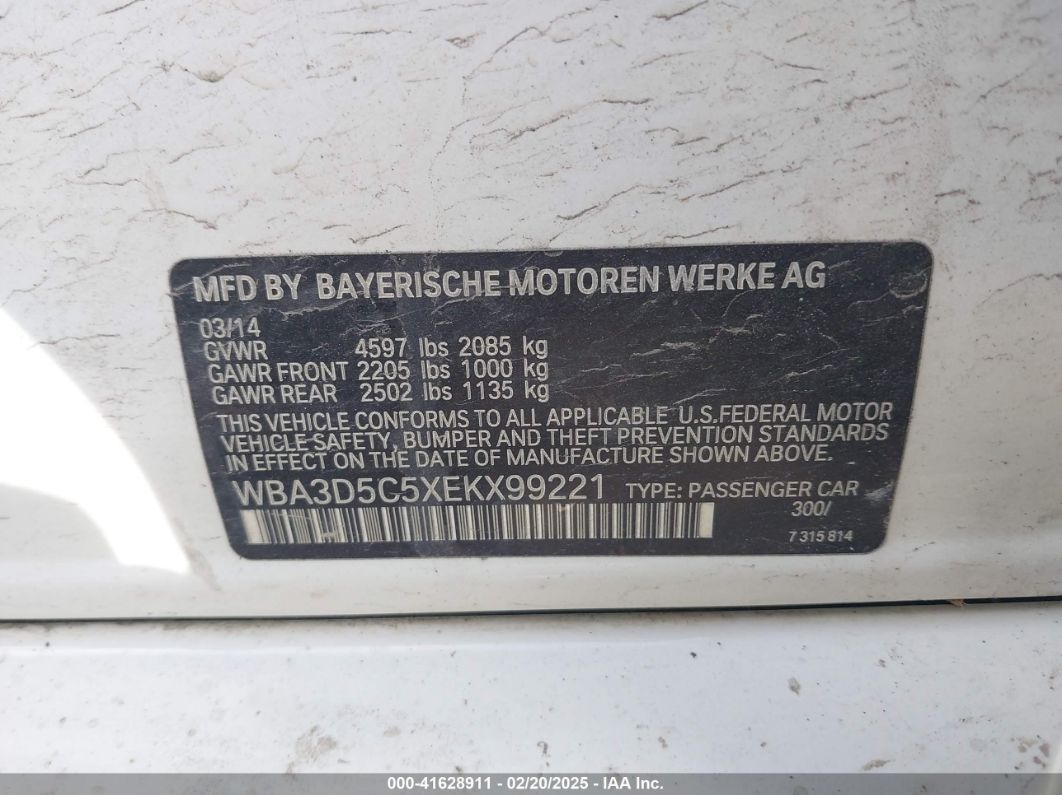 MFD BY BAYERISCHE MOTOREN WERKE AG
03/14
GVWR 4597 lbs 2085 kg
GAWR FRONT 2205 lbs 1000 kg
GAWR REAR 2502 lbs 1135 kg
THIS VEHICLE CONFORMS TO ALL APPLICABLE U.S.FEDERAL MOTOR
VEHICLE SAFETY, BUMPER AND THEFT PREVENTION STANDARDS
IN EFFECT ON THE DATE OF MANUFACTURE SHOWN ABOVE.
WBA3D5C5XEKX99221 TYPE: PASSENGER CAR
300/
7 315 814
000-41628911 - 02/20/2025 - IAA Inc.